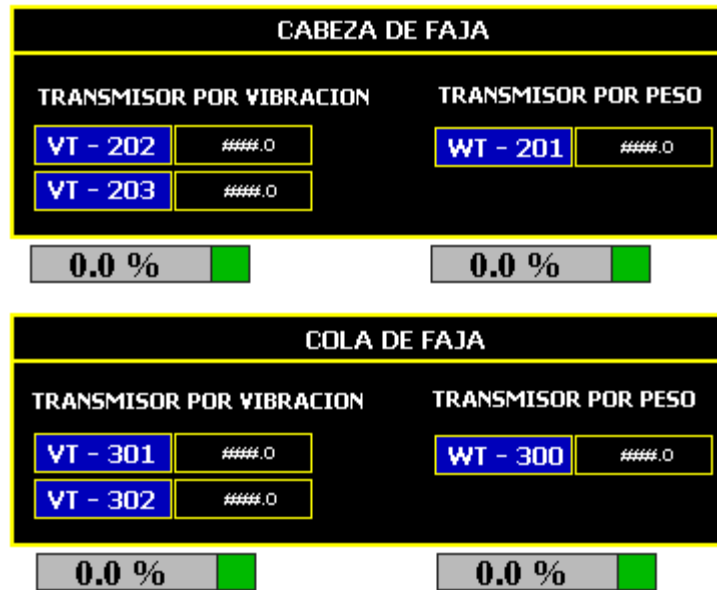 CABEZA DE FAJA
TRANSMISOR POR VIBRACION TRANSMISOR POR PESO
VT - 202 ####.0 WT - 201 ####.0
VT - 203 ####.0
0.0 % 0.0 %
COLA DE FAJA
TRANSMISOR POR VIBRACION TRANSMISOR POR PESO
VT - 301 ####.0 WT - 300 ####.0
VT - 302 ####.0
0.0 % 0.0 %